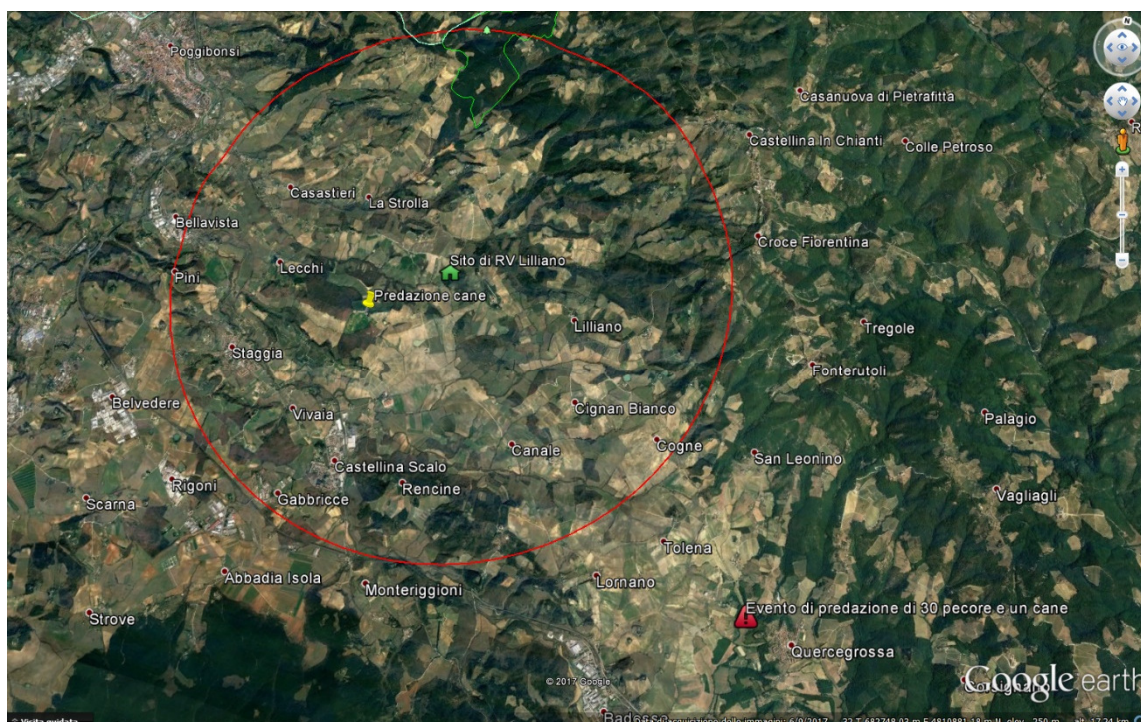 Poggibonsi
Casanuova di Pietrafitta
Castellina In Chianti
Colle Petroso
Casastieri
La Strolla
Bellavista
Croce Fiorentina
Sito di RV Lilliano
Lecchi
Pini
Predazione cane
Lilliano
Tregole
Staggia
Fonterutoli
Belvedere
Vivaia
Cignan Bianco
Palagio
Canale
Cogne
San Leonino
Castellina Scalo
Rigoni
Gabbricce
Rencine
Vagliagli
Scarna
Tolena
Abbadia Isola
Monteriggioni
Lornano
Strove
Evento di predazione di 30 pecore e un cane
Quercegrossa
Google earth
© 2017 Google
Badesse